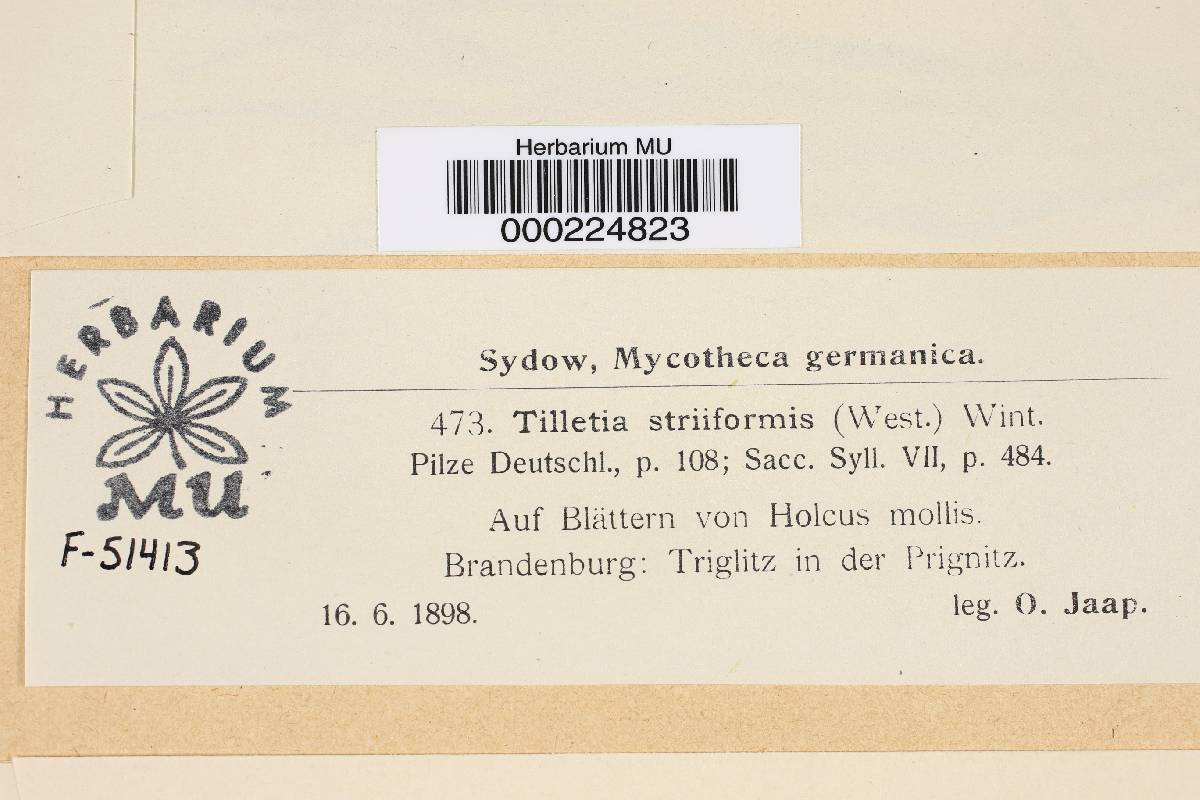 Herbarium MU
000224823
HERBARIUM
MU
F-51413
Sydow, Mycotheca germanica.
473. Tilletia striiformis (West.) Wint.
Pilze Deutschl., p. 108; Sacc. Syll. VII, p. 484.
Auf Blättern von Holcus mollis.
Brandenburg: Triglitz in der Prignitz.
16. 6. 1898.
leg. O. Jaap.